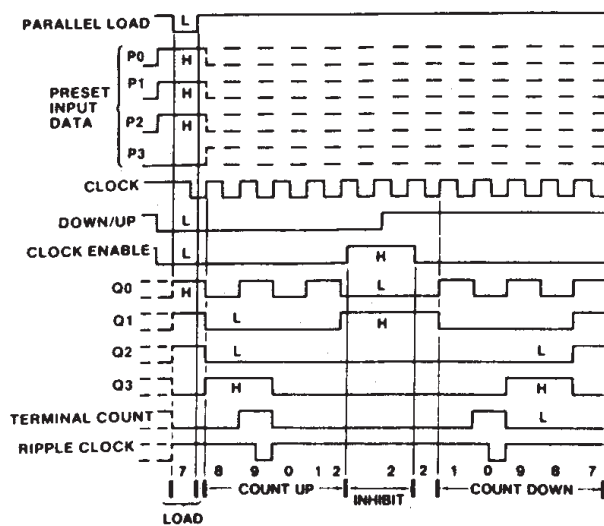 PARALLEL LOAD L
P0 H
P1 H
PRESET
INPUT
DATA
P2 H
P3
CLOCK
DOWN/UP L
CLOCK ENABLE L H
Q0 H L
Q1 L H
Q2 L L
Q3 H H
TERMINAL COUNT L
RIPPLE CLOCK
7 8 9 0 1 2 2 2 1 0 9 8 7
COUNT UP INHIBIT COUNT DOWN
LOAD